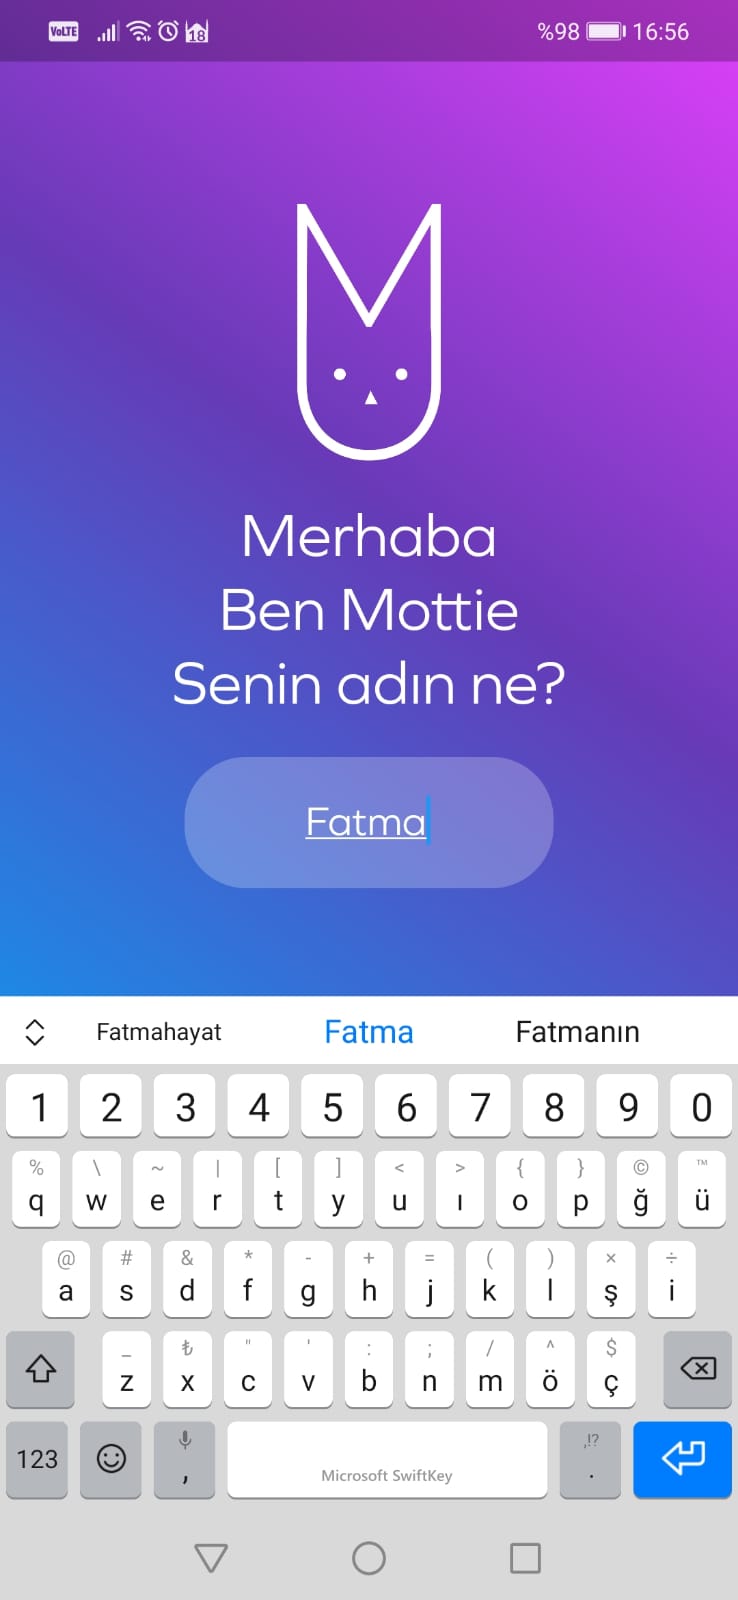 VoLTE 18 %98 16:56
Merhaba
Ben Mottie
Senin adın ne?
Fatma
Fatmahayat Fatma Fatmanın
1 2 3 4 5 6 7 8 9 0
% \ ~ | [ ] < > { } © ™
q w e r t y u ı o p ğ ü
@ # & * - + = ( ) × ÷
a s d f g h j k l ş i
_ ₺ " ' : ; / ^ $
z x c v b n m ö ç
123 , Microsoft SwiftKey ,!? .